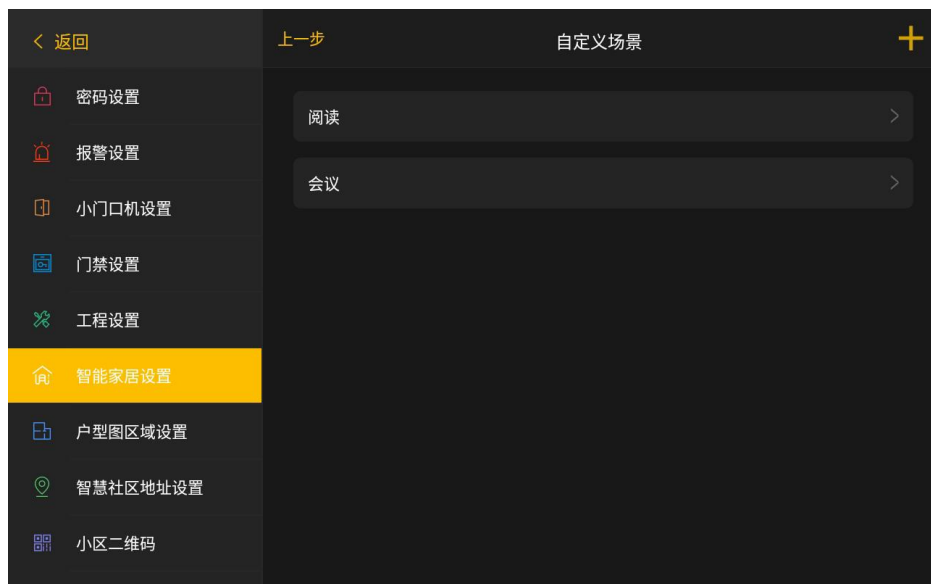 返回
密码设置
报警设置
小门口机设置
门禁设置
工程设置
智能家居设置
户型图区域设置
智慧社区地址设置
小区二维码
上一步
自定义场景
阅读
会议